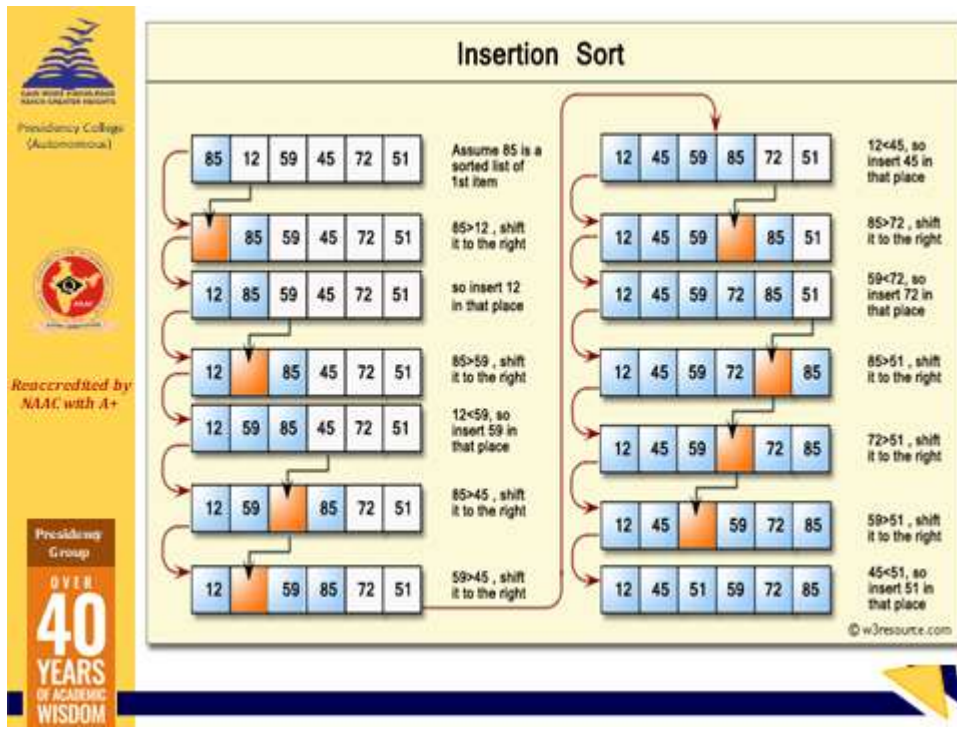 Insertion Sort
GAIN MORE KNOWLEDGE
REACH GREATER HEIGHTS
Presidency College
(Autonomous)
Reaccredited by
NAAC with A+
Presidency
Group
OVER
40
YEARS
OF ACADEMIC
WISDOM
85 12 59 45 72 51
Assume 85 is a
sorted list of
1st item
85 59 45 72 51
85>12 , shift
it to the right
12 85 59 45 72 51
so insert 12
in that place
12 85 45 72 51
85>59 , shift
it to the right
12 59 85 45 72 51
12<59, so
insert 59 in
that place
12 59 85 72 51
85>45 , shift
it to the right
12 59 85 72 51
59>45 , shift
it to the right
12 45 59 85 72 51
12<45, so
insert 45 in
that place
12 45 59 85 51
85>72 , shift
it to the right
12 45 59 72 85 51
59<72, so
insert 72 in
that place
12 45 59 72 85
85>51 , shift
it to the right
12 45 59 72 85
72>51 , shift
it to the right
12 45 59 72 85
59>51 , shift
it to the right
12 45 51 59 72 85
45<51, so
insert 51 in
that place
© w3resource.com